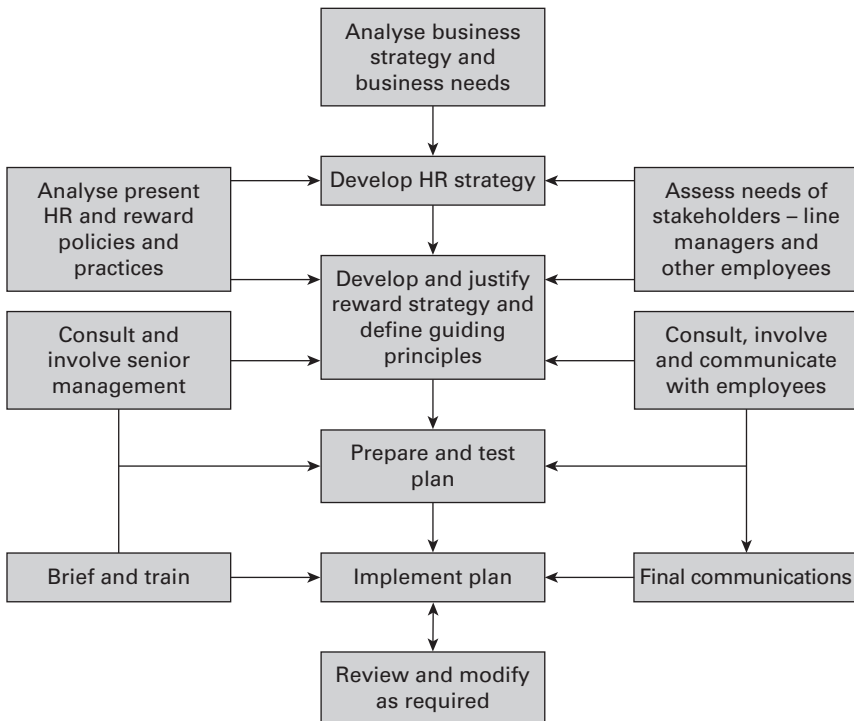 Analyse business
strategy and
business needs
Develop HR strategy
Analyse present
HR and reward
policies and
practices
Assess needs of
stakeholders – line
managers and
other employees
Develop and justify
reward strategy and
define guiding
principles
Consult and
involve senior
management
Consult, involve
and communicate
with employees
Prepare and test
plan
Brief and train
Implement plan
Final communications
Review and modify
as required